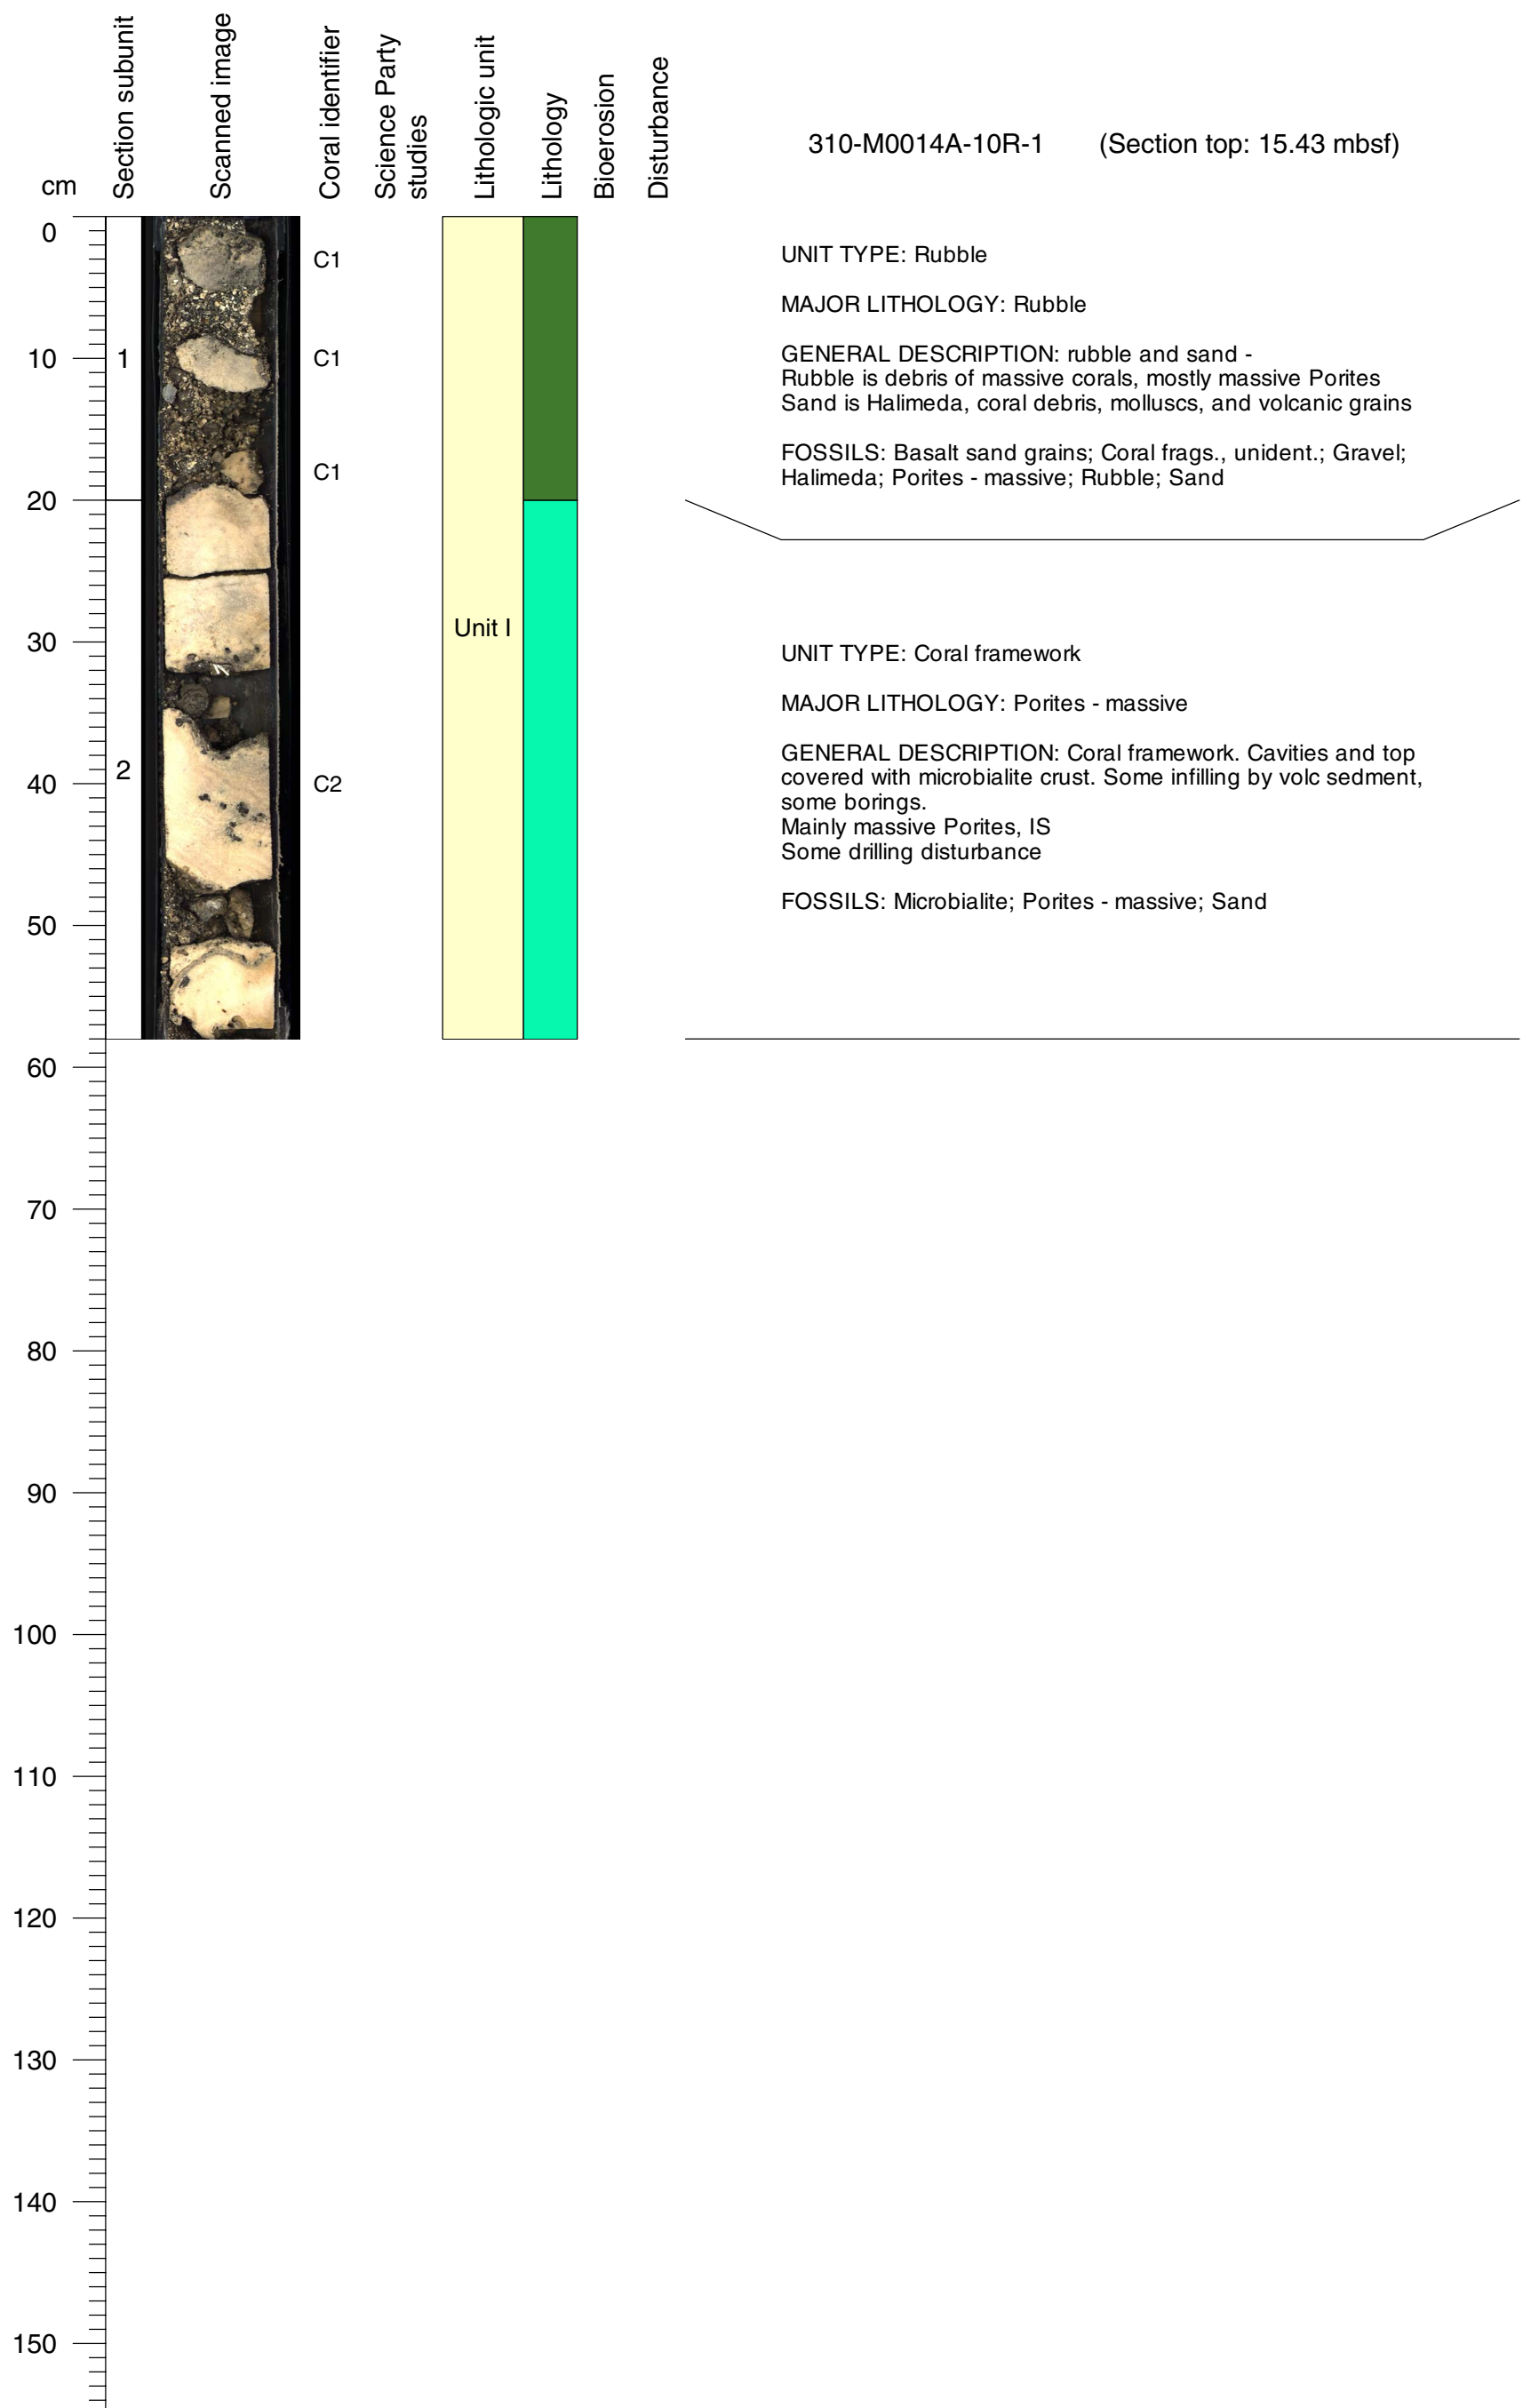 cm
Section subunit
Scanned image
Coral identifier
Science Party
studies
Lithologic unit
Lithology
Bioerosion
Disturbance
310-M0014A-10R-1 (Section top: 15.43 mbsf)
0
10
20
30
40
50
60
70
80
90
100
110
120
130
140
150
1
2
C1
C1
C1
C2
Unit I
UNIT TYPE: Rubble
MAJOR LITHOLOGY: Rubble
GENERAL DESCRIPTION: rubble and sand -
Rubble is debris of massive corals, mostly massive Porites
Sand is Halimeda, coral debris, molluscs, and volcanic grains
FOSSILS: Basalt sand grains; Coral frags., unident.; Gravel;
Halimeda; Porites - massive; Rubble; Sand
UNIT TYPE: Coral framework
MAJOR LITHOLOGY: Porites - massive
GENERAL DESCRIPTION: Coral framework. Cavities and top
covered with microbialite crust. Some infilling by volc sediment,
some borings.
Mainly massive Porites, IS
Some drilling disturbance
FOSSILS: Microbialite; Porites - massive; Sand